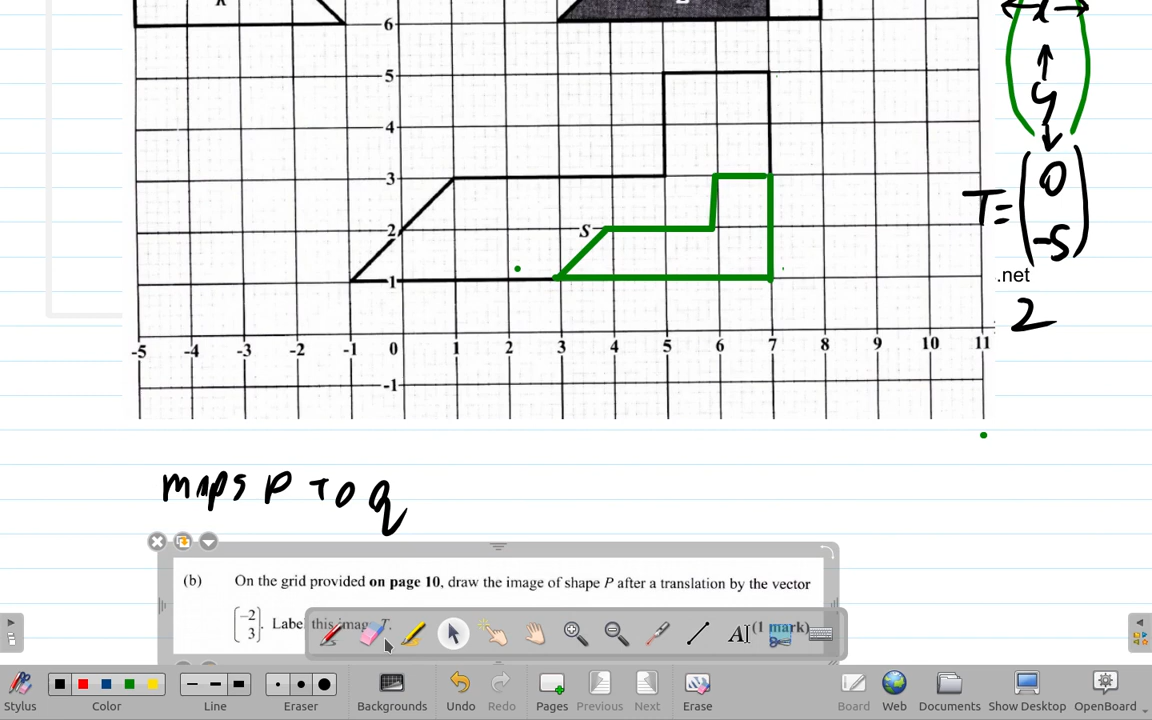 6
5
4
3
2
1
-5 -4 -3 -2 -1 0 1 2 3 4 5 6 7 8 9 10 11
-1
S
x
y
T= (0
-5)
.net
2
maps P To q
(b) On the grid provided on page 10, draw the image of shape P after a translation by the vector
(-2
3). Label this image T.
(1 mark)
Stylus Color Line Eraser Backgrounds Undo Redo Pages Previous Next Erase Board Web Documents Show Desktop OpenBoard